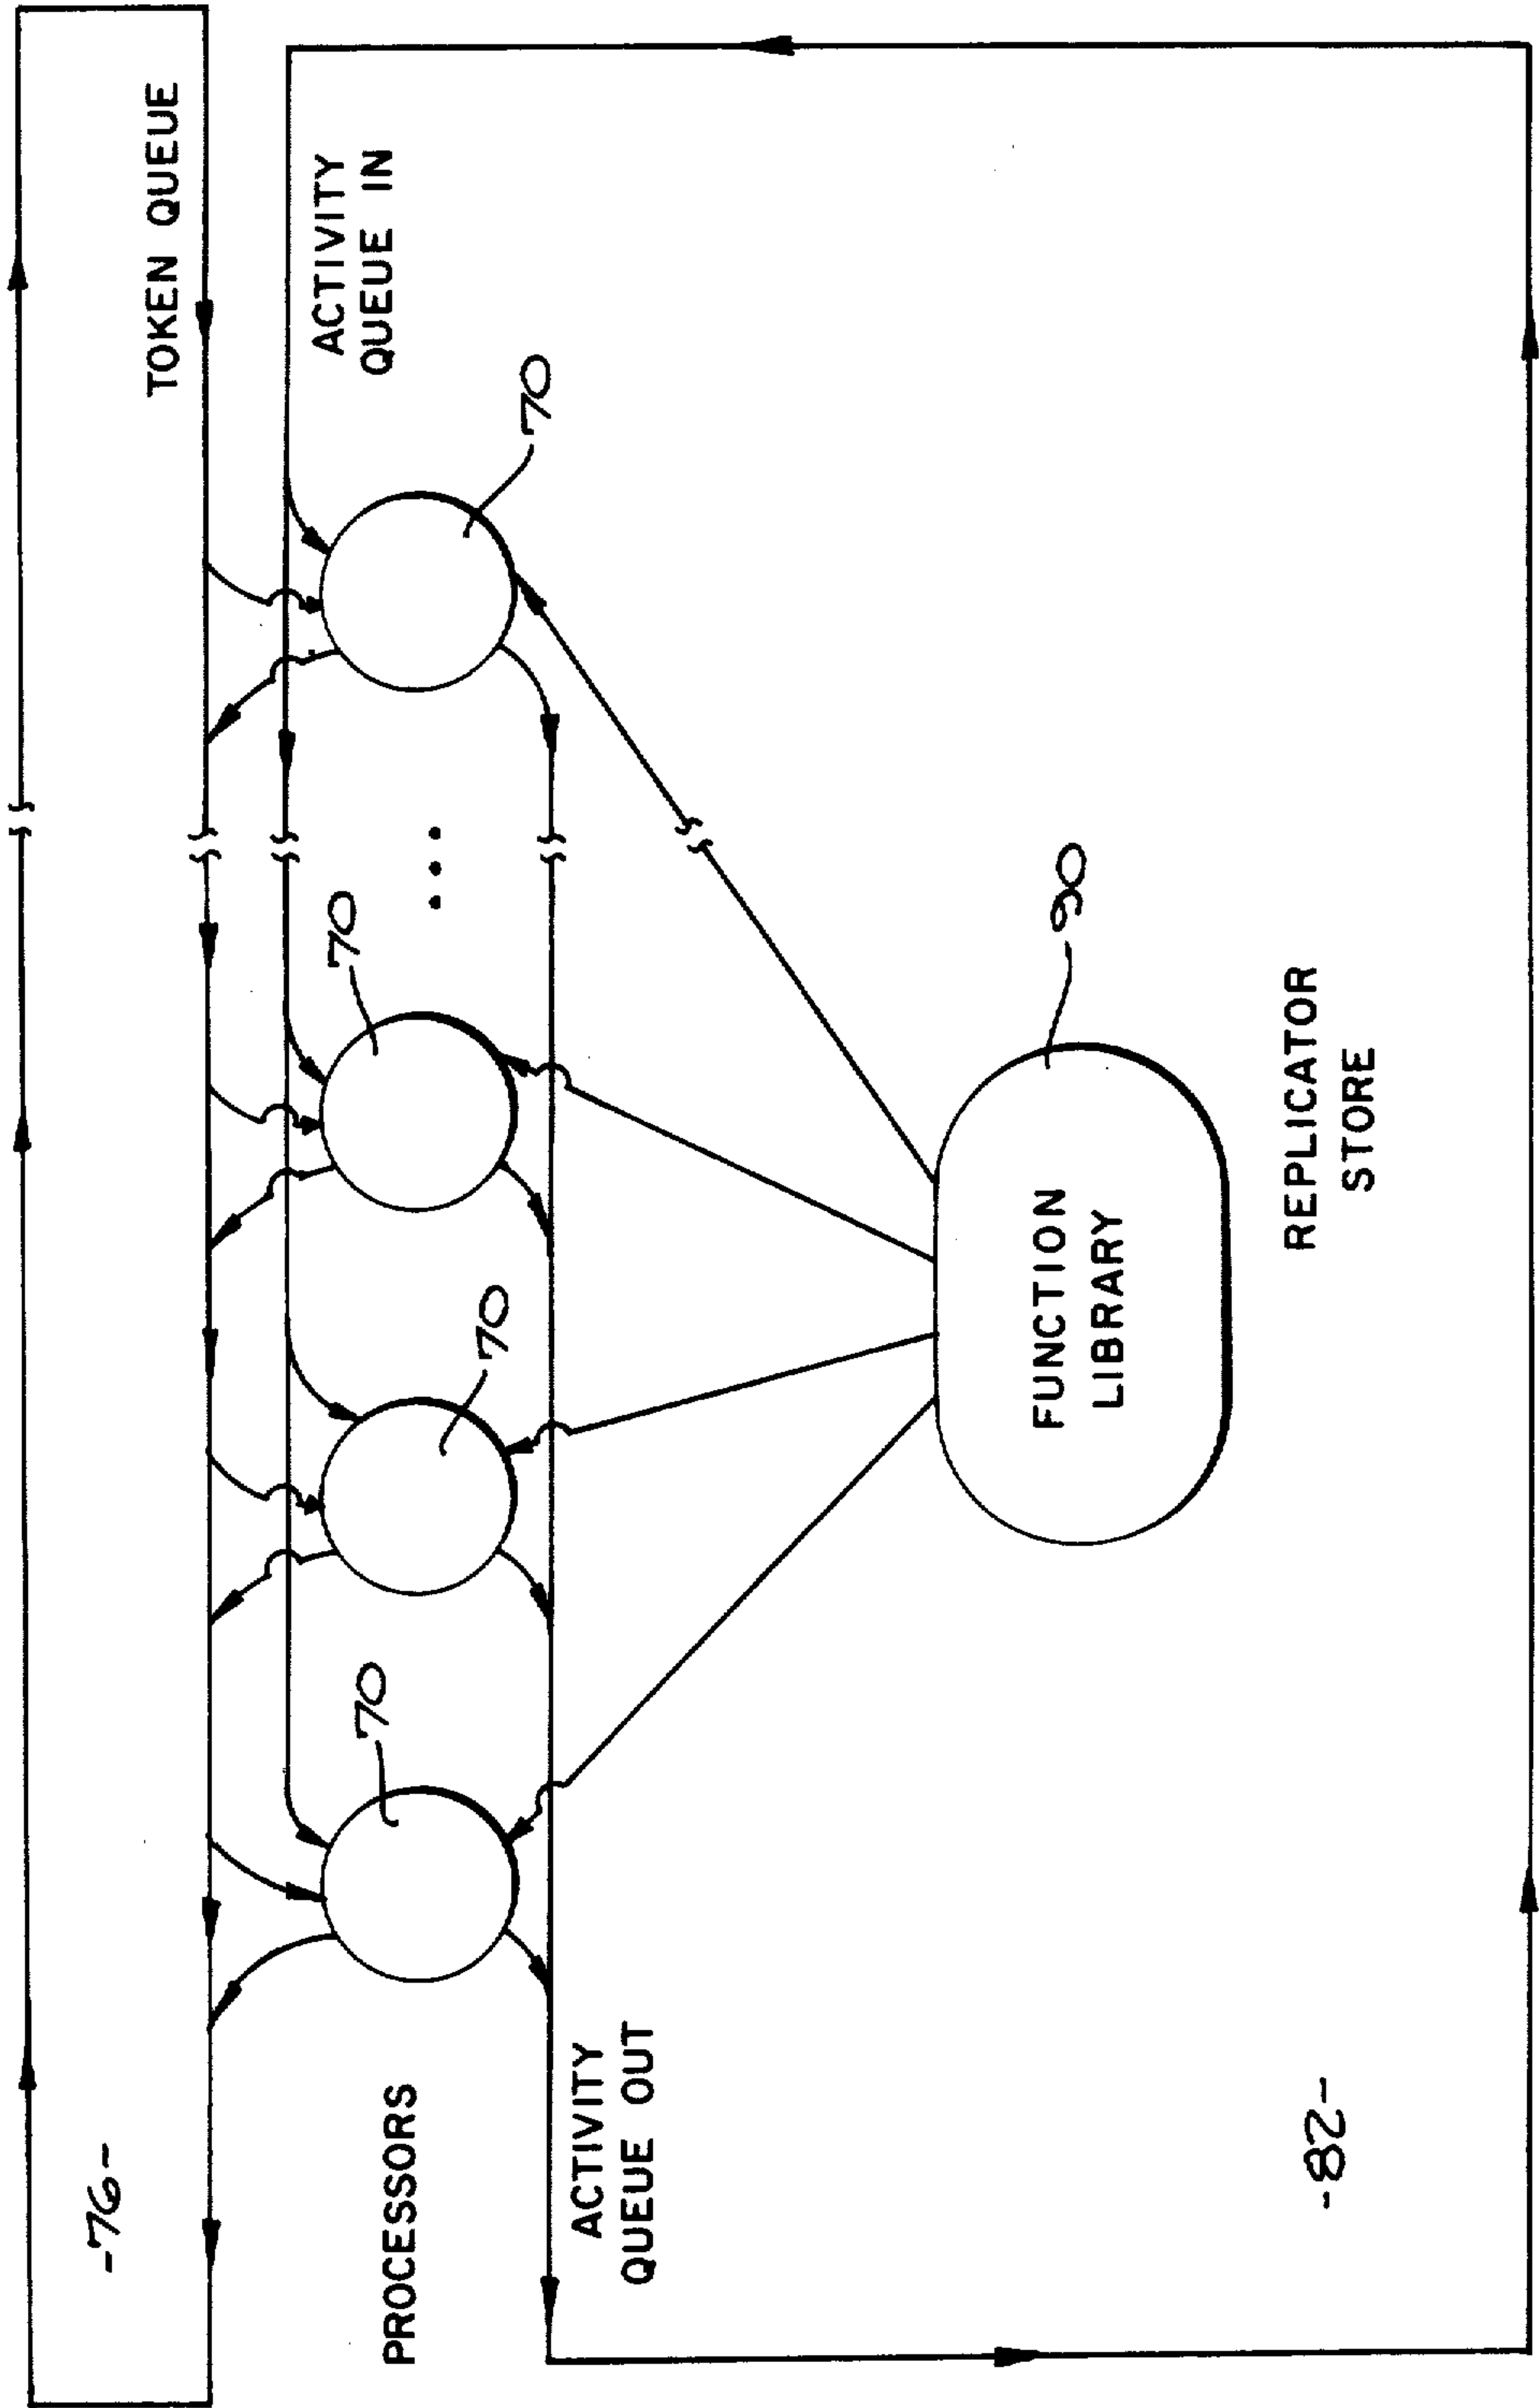 -76-
TOKEN QUEUE
PROCESSORS
70
70
70
70
...
ACTIVITY
QUEUE IN
ACTIVITY
QUEUE OUT
FUNCTION
LIBRARY
90
REPLICATOR
STORE
-82-